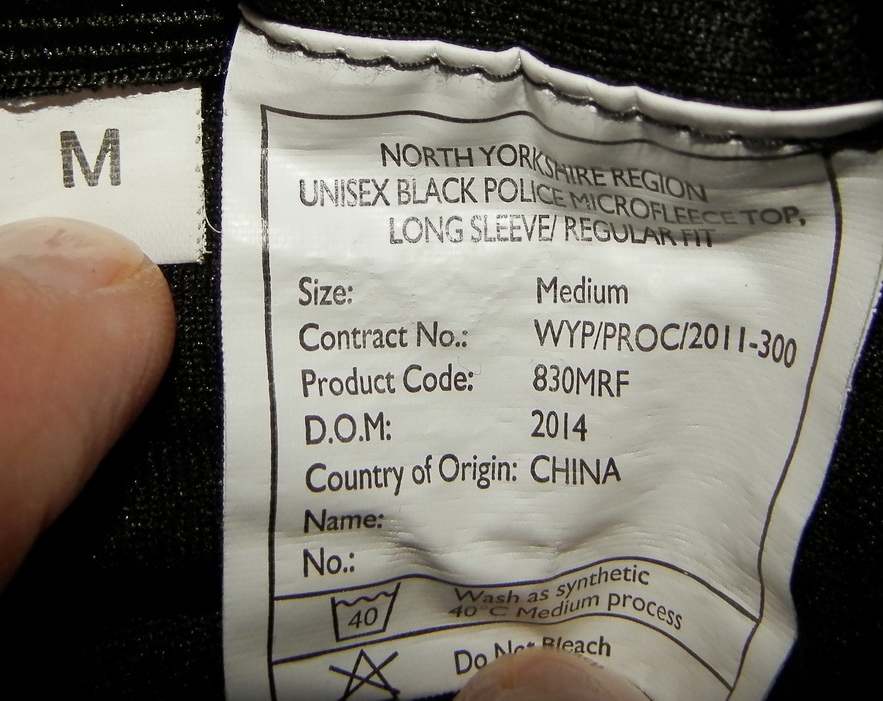 M
NORTH YORKSHIRE REGION
UNISEX BLACK POLICE MICROFLEECE TOP,
LONG SLEEVE/ REGULAR FIT
Size: Medium
Contract No.: WYP/PROC/2011-300
Product Code: 830MRF
D.O.M: 2014
Country of Origin: CHINA
Name:
No.:
40 Wash as synthetic
40°C Medium process
Do Not Bleach